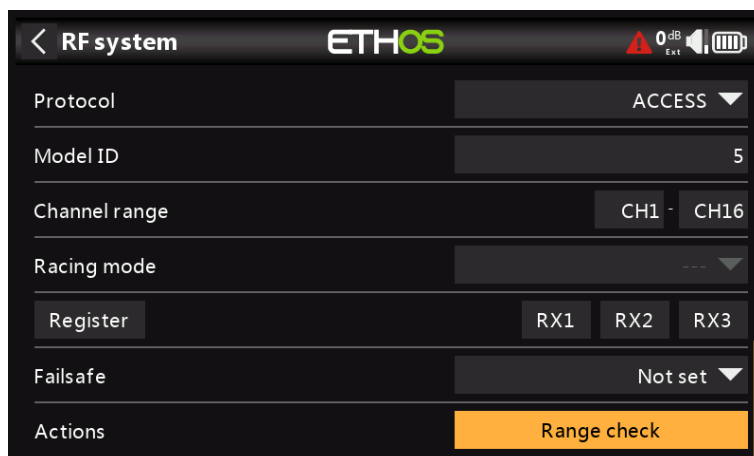 RF system ETHOS 0dB Ext
Protocol ACCESS
Model ID 5
Channel range CH1 - CH16
Racing mode ---
Register RX1 RX2 RX3
Failsafe Not set
Actions Range check